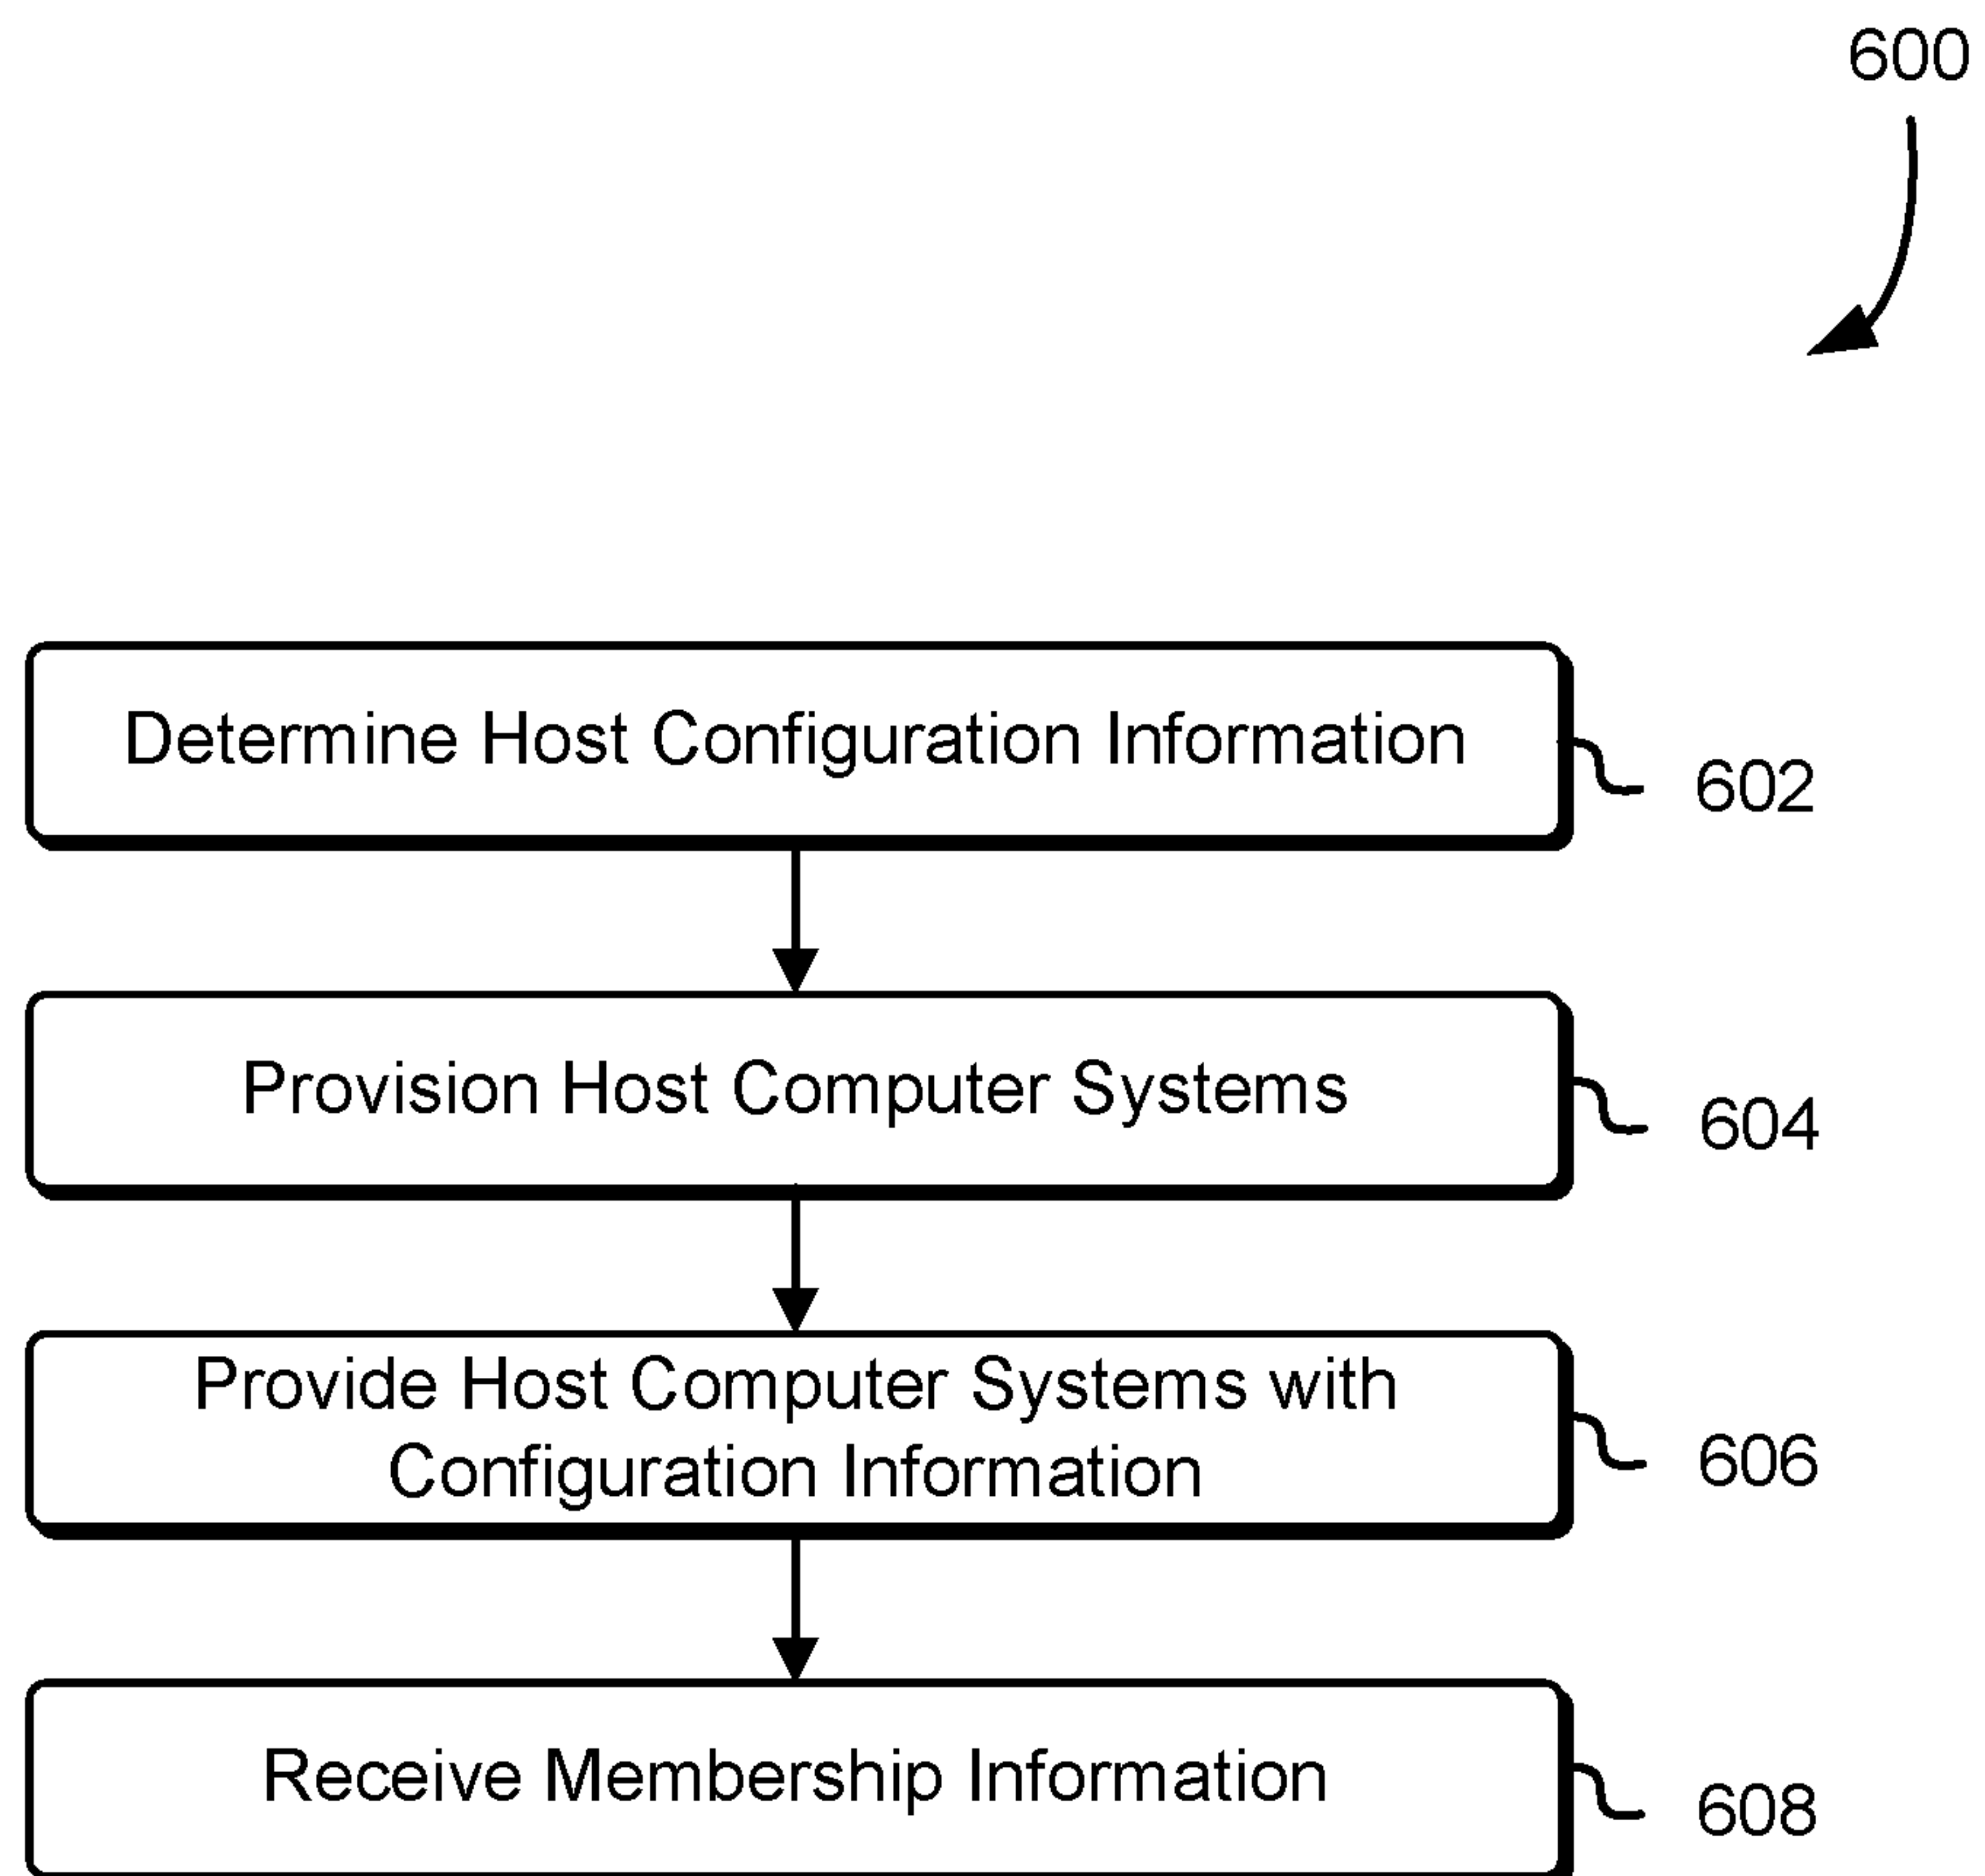 600
Determine Host Configuration Information
602
Provision Host Computer Systems
604
Provide Host Computer Systems with
Configuration Information
606
Receive Membership Information
608